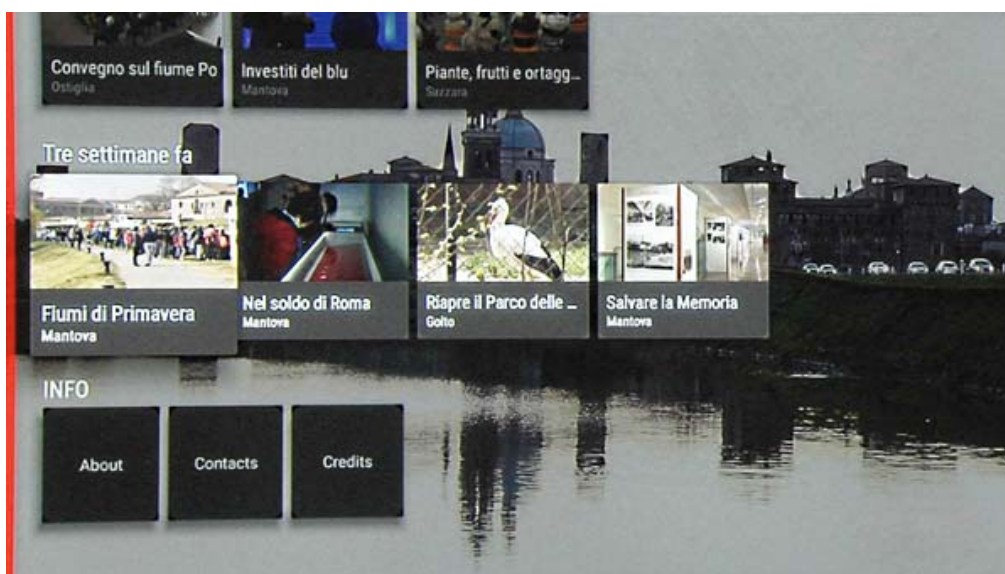 Convegno sul fiume Po
Ostiglia
Investiti del blu
Mantova
Piante, frutti e ortagg...
Suzzara
Tre settimane fa
Fiumi di Primavera
Mantova
Nel soldo di Roma
Mantova
Riapre il Parco delle ...
Goito
Salvare la Memoria
Mantova
INFO
About
Contacts
Credits